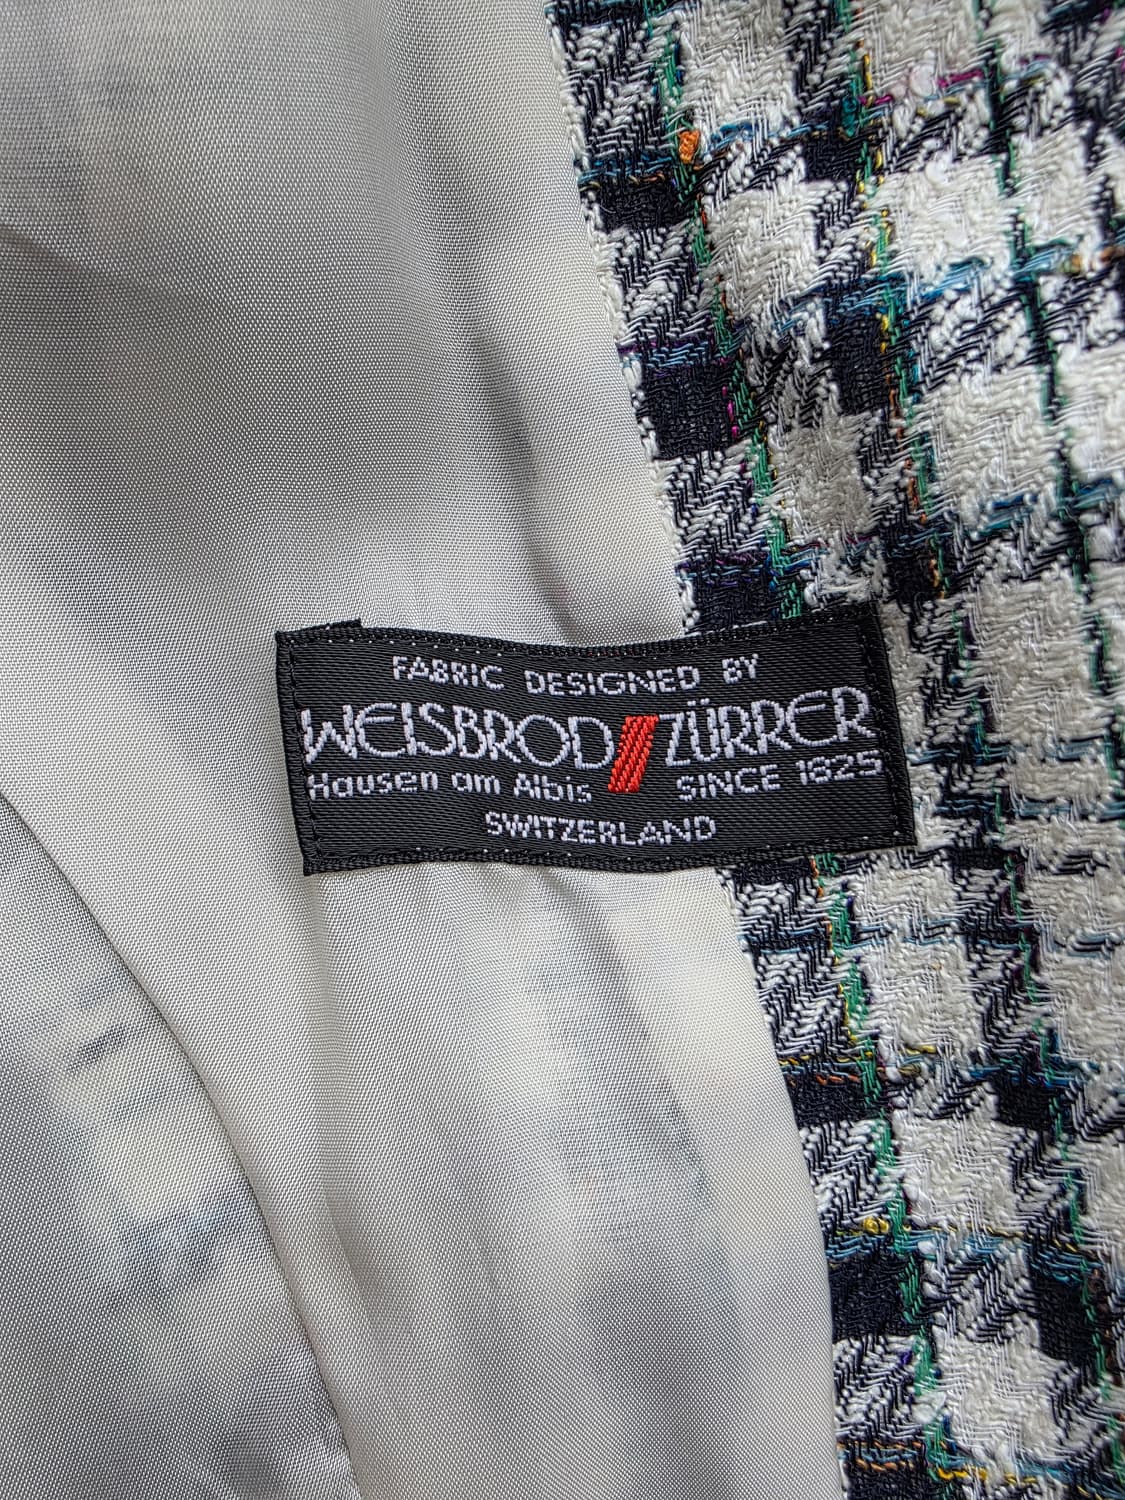 FABRIC DESIGNED BY
WEISBROD ZÜRRER
Hausen am Albis SINCE 1825
SWITZERLAND